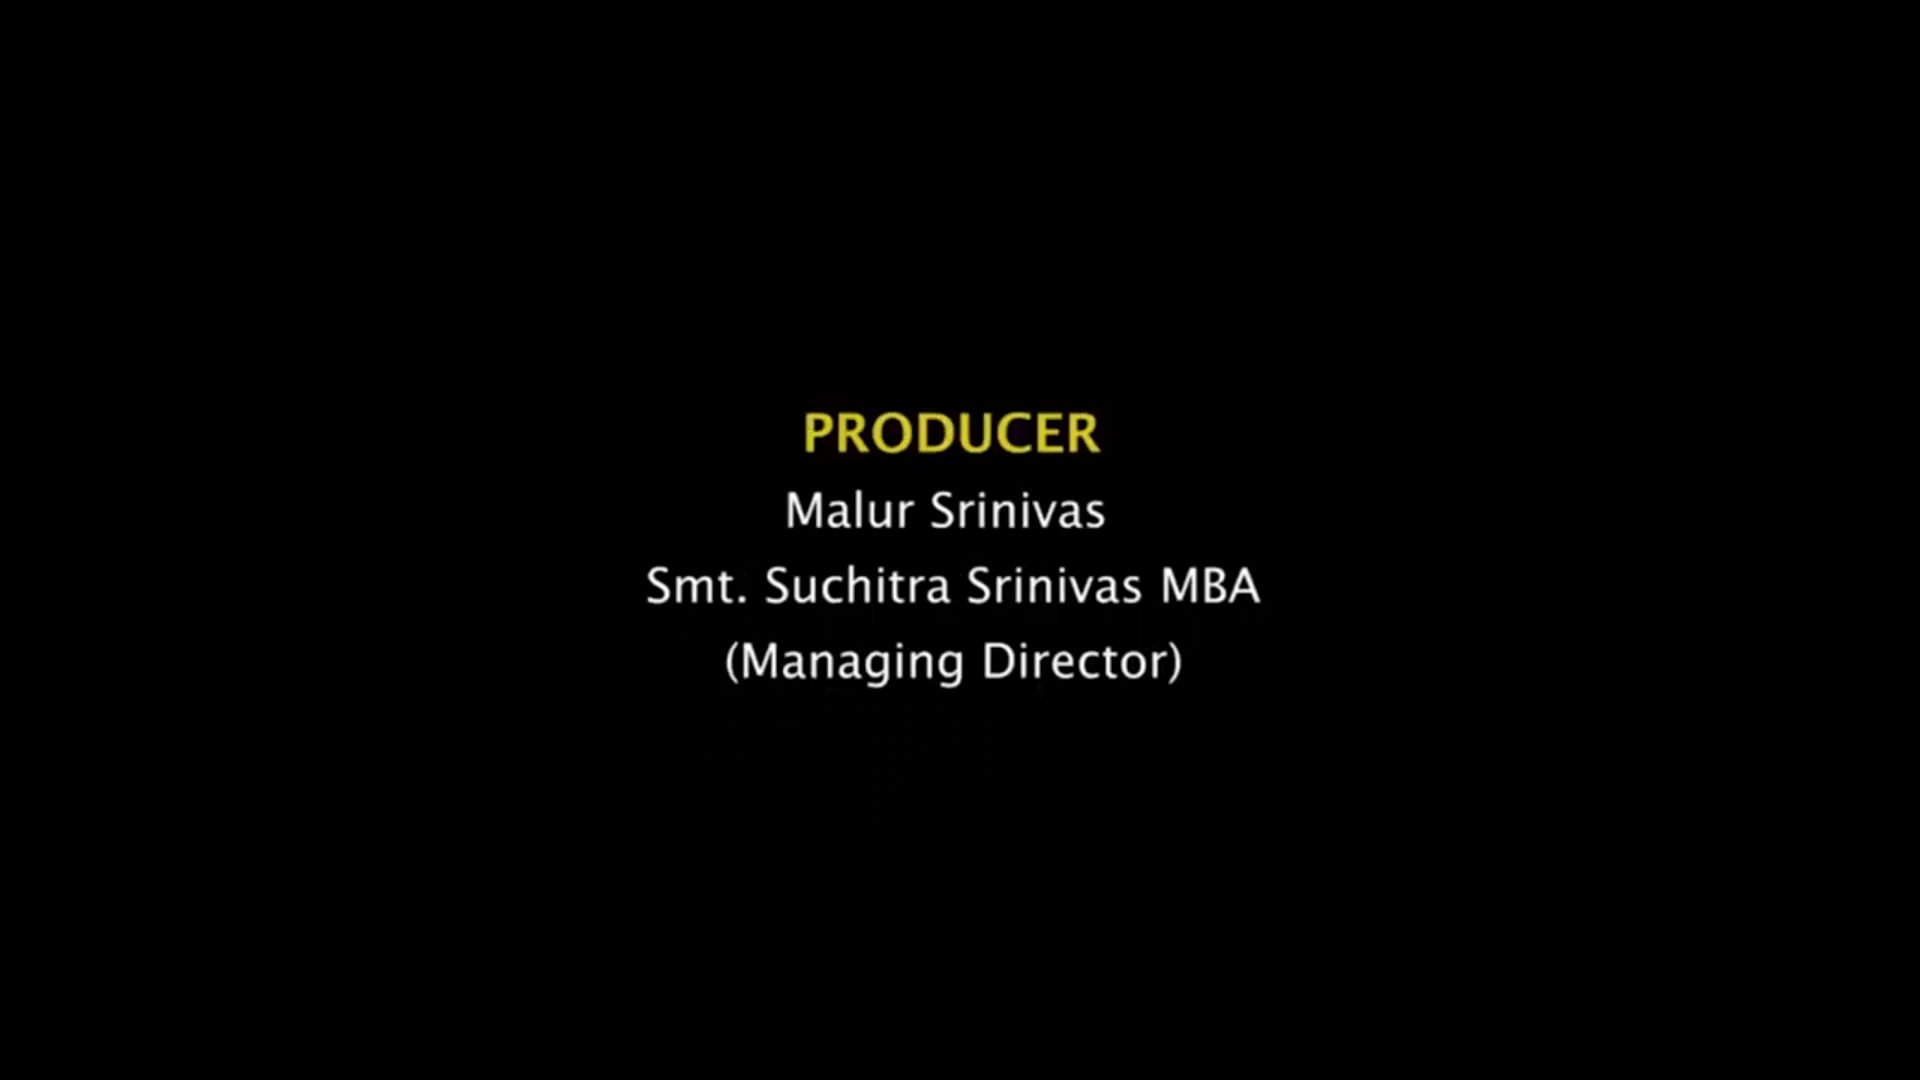 PRODUCER
Malur Srinivas
Smt. Suchitra Srinivas MBA
(Managing Director)